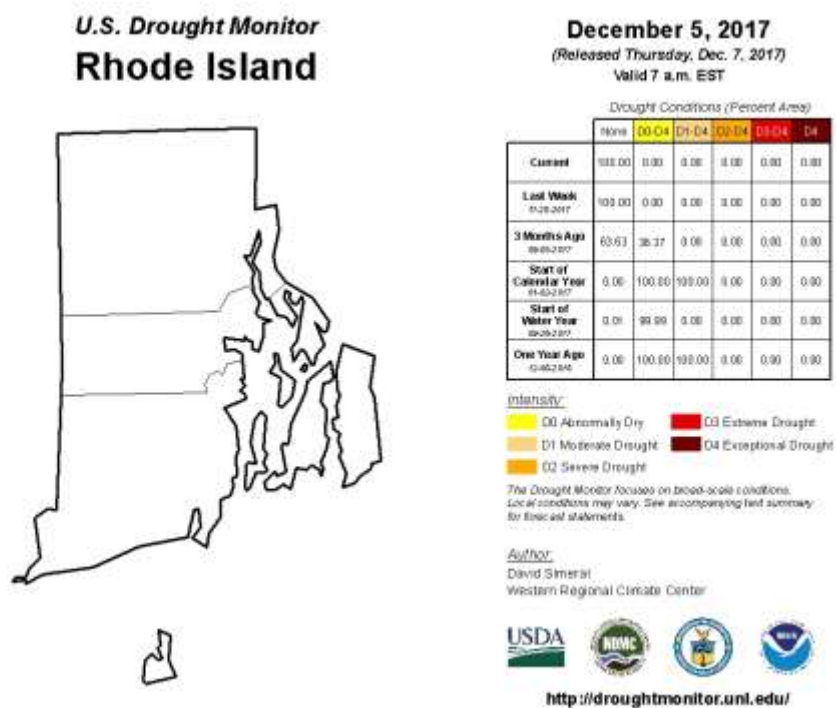 U.S. Drought Monitor
Rhode Island
December 5, 2017
(Released Thursday, Dec. 7, 2017)
Valid 7 a.m. EST
Drought Conditions (Percent Area)
None D0-D4 D1-D4 D2-D4 D3-D4 D4
Current 100.00 0.00 0.00 0.00 0.00 0.00
Last Week 100.00 0.00 0.00 0.00 0.00 0.00
3 Months Ago 63.63 36.37 0.00 0.00 0.00 0.00
Start of
Calendar Year 0.00 100.00 100.00 0.00 0.00 0.00
Start of
Water Year 0.01 99.99 0.00 0.00 0.00 0.00
One Year Ago 0.00 100.00 100.00 0.00 0.00 0.00
Intensity:
D0 Abnormally Dry
D3 Extreme Drought
D1 Moderate Drought
D4 Exceptional Drought
D2 Severe Drought
The Drought Monitor focuses on broad-scale conditions.
Local conditions may vary. See accompanying text summary
for forecast statements.
Author:
David Simeral
Western Regional Climate Center
USDA
NDMC
http://droughtmonitor.unl.edu/